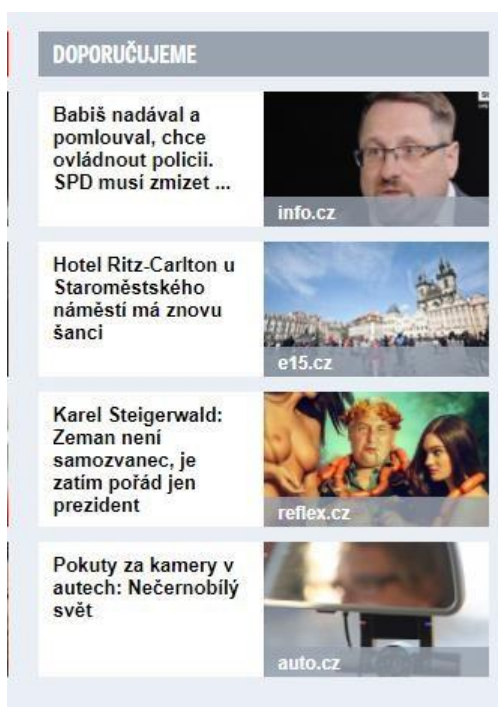 DOPORUČUJEME
Babiš nadával a
pomlouval, chce
ovládnout policii.
SPD musí zmizet ...
info.cz
Hotel Ritz-Carlton u
Staroměstského
náměstí má znovu
šanci
e15.cz
Karel Steigerwald:
Zeman není
samozvanec, je
zatím pořád jen
prezident
reflex.cz
Pokuty za kamery v
autech: Nečernobílý
svět
auto.cz